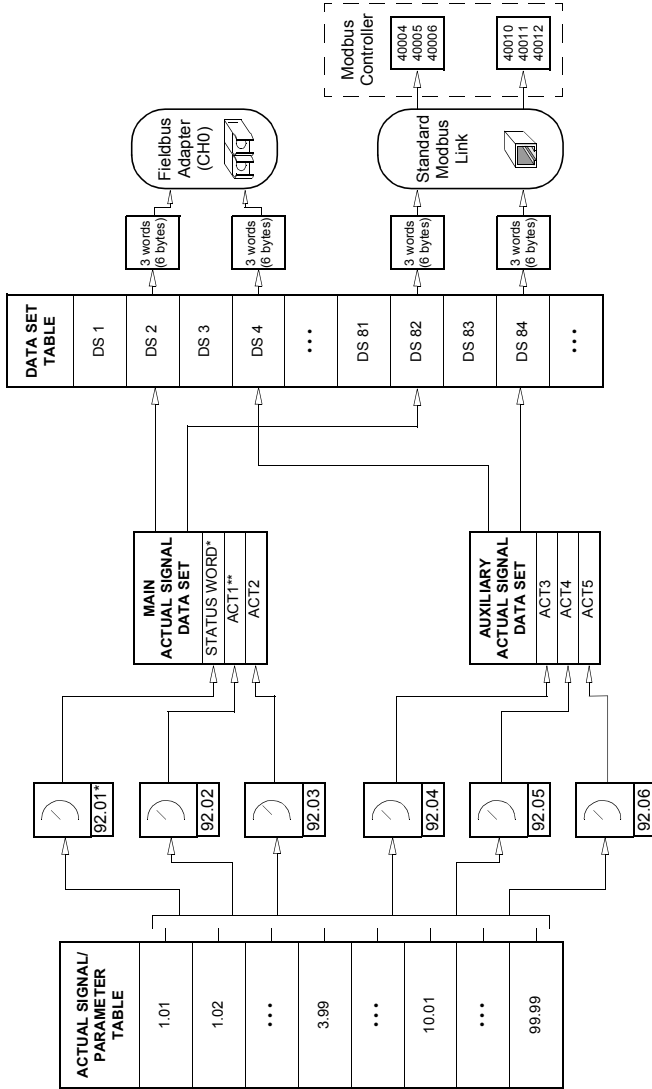 ACTUAL SIGNAL/
PARAMETER
TABLE
1.01
1.02
• • •
3.99
• • •
10.01
• • •
99.99
92.01*
92.02
92.03
92.04
92.05
92.06
MAIN
ACTUAL SIGNAL
DATA SET
STATUS WORD*
ACT1**
ACT2
AUXILIARY
ACTUAL SIGNAL
DATA SET
ACT3
ACT4
ACT5
DATA SET
TABLE
DS 1
DS 2
DS 3
DS 4
• • •
DS 81
DS 82
DS 83
DS 84
• • •
3 words
(6 bytes)
3 words
(6 bytes)
3 words
(6 bytes)
3 words
(6 bytes)
Fieldbus
Adapter
(CH0)
Standard
Modbus
Link
Modbus
Controller
40004
40005
40006
40010
40011
40012